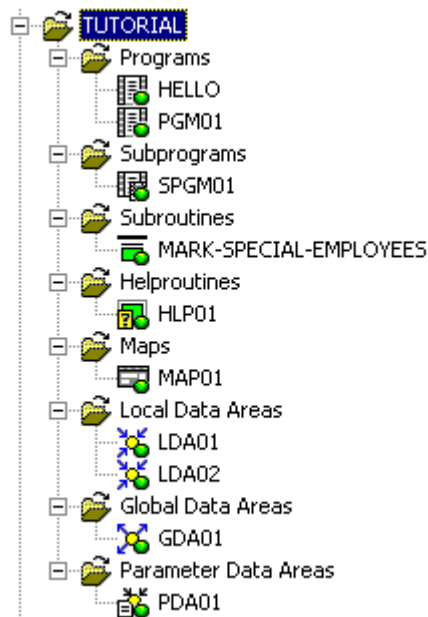 TUTORIAL
Programs
HELLO
PGM01
Subprograms
SPGM01
Subroutines
MARK-SPECIAL-EMPLOYEES
Helproutines
HLP01
Maps
MAP01
Local Data Areas
LDA01
LDA02
Global Data Areas
GDA01
Parameter Data Areas
PDA01